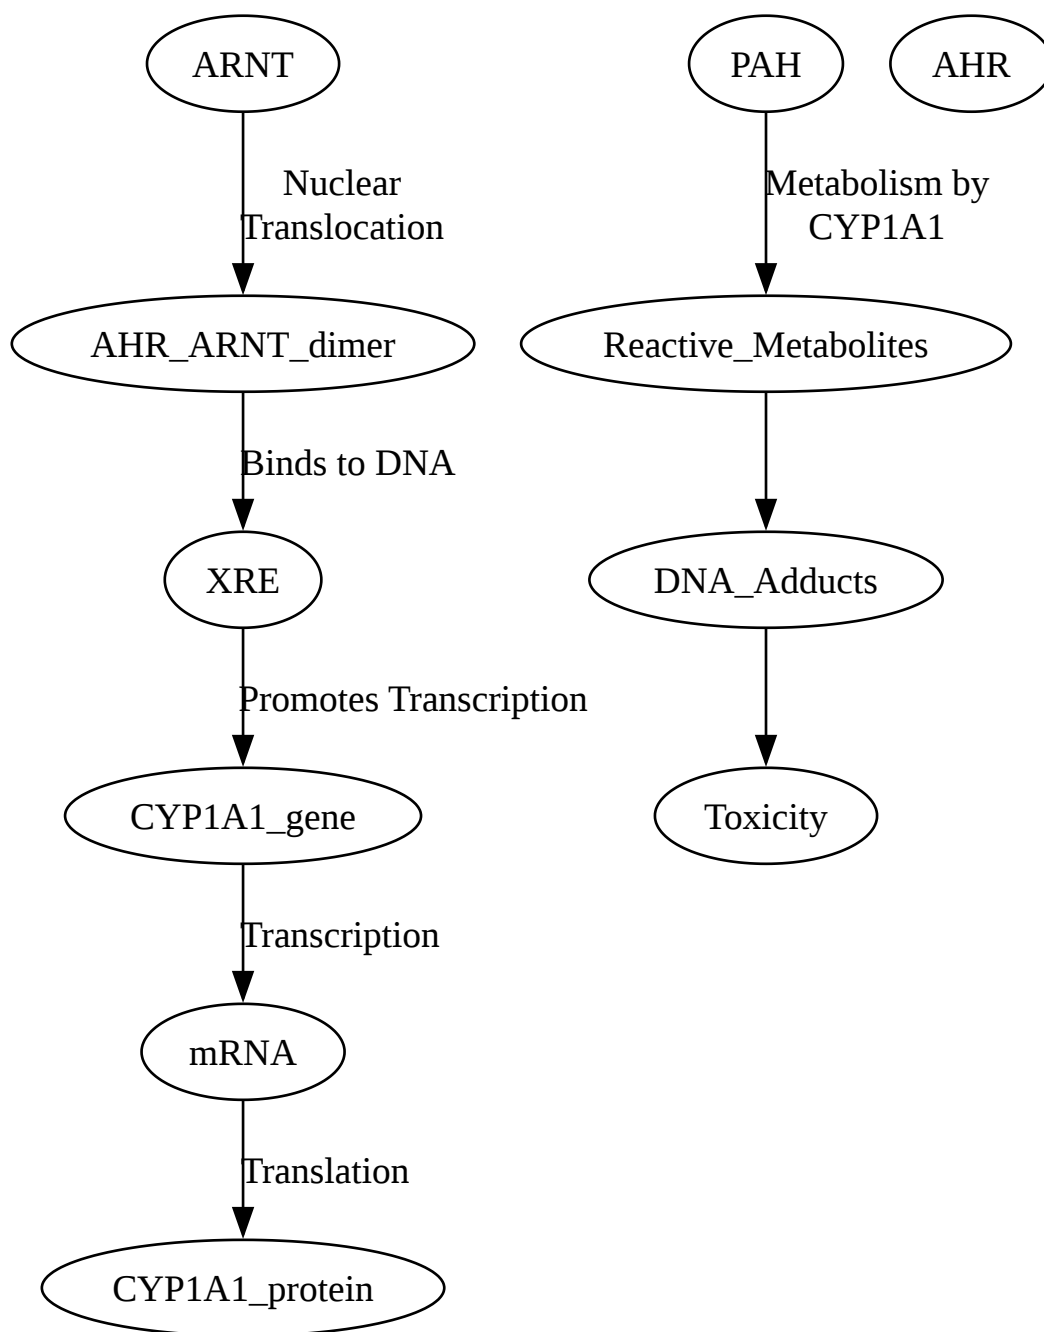 ARNT
PAH
AHR
Nuclear
Translocation
Metabolism by
CYP1A1
AHR_ARNT_dimer
Reactive_Metabolites
Binds to DNA
XRE
DNA_Adducts
Promotes Transcription
CYP1A1_gene
Toxicity
Transcription
mRNA
Translation
CYP1A1_protein